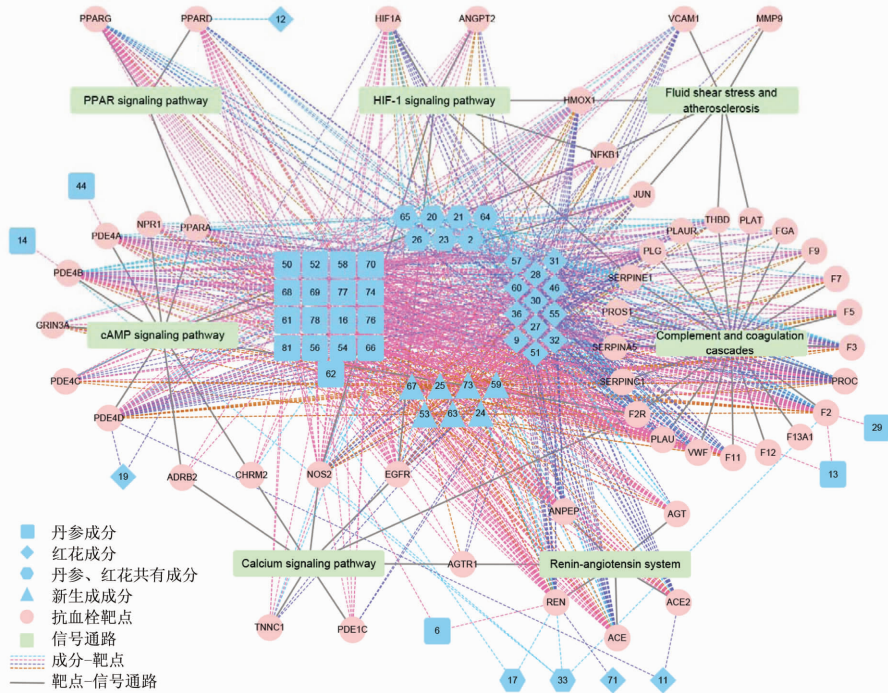 PPARG PPARD 12 HIF1A ANGPT2 VCAM1 MMP9
PPAR signaling pathway HIF-1 signaling pathway HMOX1 Fluid shear stress and
atherosclerosis
NFKB1
44 JUN
NPR1 PPARA 65 20 21 64 PLAUR THBD PLAT
14 PDE4A 26 23 2 PLG FGA
PDE4B 50 52 58 70 57 31 SERPINE1 F9
68 69 77 74 28 60 46 F7
GRIN3A cAMP signaling pathway 61 78 16 76 30 36 55 PROS1 F5
27 Complement and coagulation
cascades
81 56 54 66 9 32 SERPINA5 F3
PDE4C 62 51 SERPINC1 PROC
PDE4D 67 25 73 59 F2R F2
53 63 24 PLAU VWF F11 F12 F13A1 29
19 ADRB2 CHRM2 NOS2 EGFR 13
ANPEP AGT
丹参成分
红花成分 Calcium signaling pathway AGTR1 Renin-angiotensin system
丹参、红花共有成分
新生成成分 REN ACE2
抗血栓靶点 TNNC1 PDE1C 6 ACE
信号通路
成分–靶点
靶点–信号通路 17 33 71 11